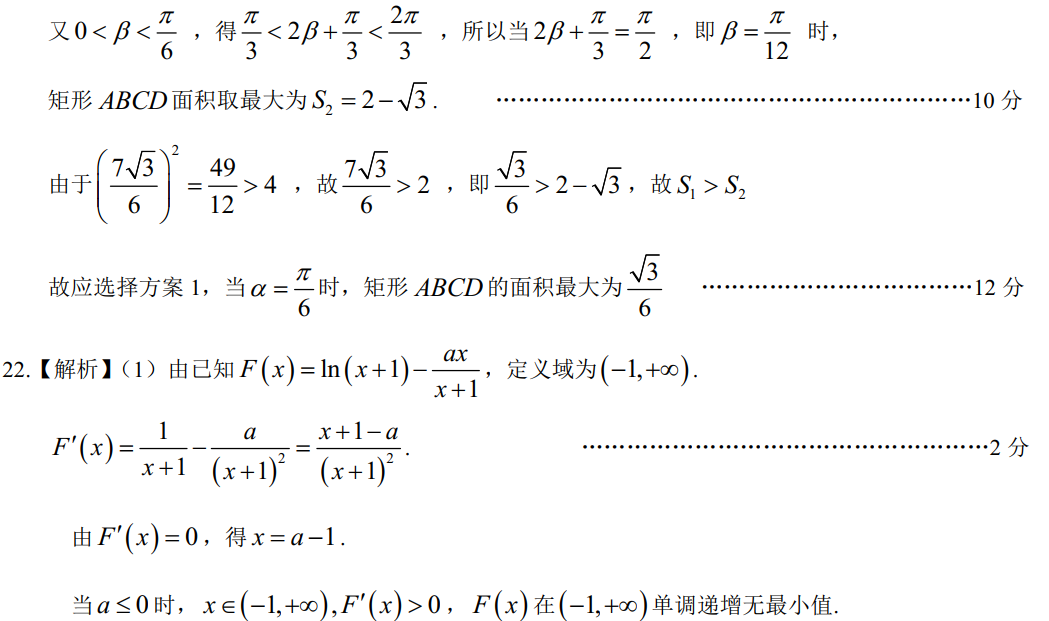 又 0 < β < π/6 ，得 π/3 < 2β + π/3 < 2π/3 ，所以当 2β + π/3 = π/2 ，即 β = π/12 时，
矩形 ABCD 面积取最大为 S₂ = 2 − √3 . ……………………………………………………10 分
由于 (7√3/6)² = 49/12 > 4 ，故 7√3/6 > 2 ，即 √3/6 > 2 − √3 ，故 S₁ > S₂
故应选择方案 1，当 α = π/6 时，矩形 ABCD 的面积最大为 √3/6 ………………………………12 分
22.【解析】（1）由已知 F(x) = ln(x+1) − ax/(x+1)，定义域为 (−1,+∞).
F′(x) = 1/(x+1) − a/(x+1)² = (x+1−a)/(x+1)² . ………………………………………………2 分
由 F′(x) = 0，得 x = a − 1 .
当 a ≤ 0 时， x ∈ (−1,+∞), F′(x) > 0 ， F(x) 在 (−1,+∞) 单调递增无最小值.